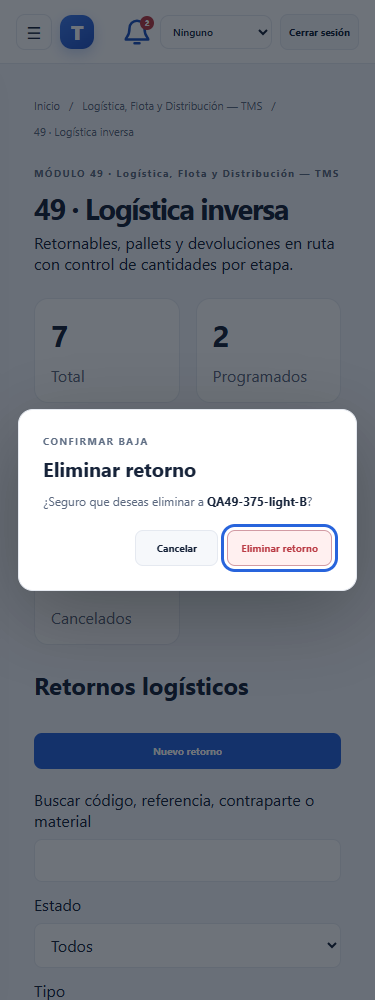 ☰ T 2 Ninguno Cerrar sesión
Inicio / Logística, Flota y Distribución — TMS /
49 · Logística inversa
MÓDULO 49 · Logística, Flota y Distribución — TMS
49 · Logística inversa
Retornables, pallets y devoluciones en ruta
con control de cantidades por etapa.
7 2
Total Programados
CONFIRMAR BAJA
Eliminar retorno
¿Seguro que deseas eliminar a QA49-375-light-B?
Cancelar Eliminar retorno
Cancelados
Retornos logísticos
Nuevo retorno
Buscar código, referencia, contraparte o
material
Estado
Todos
Tipo